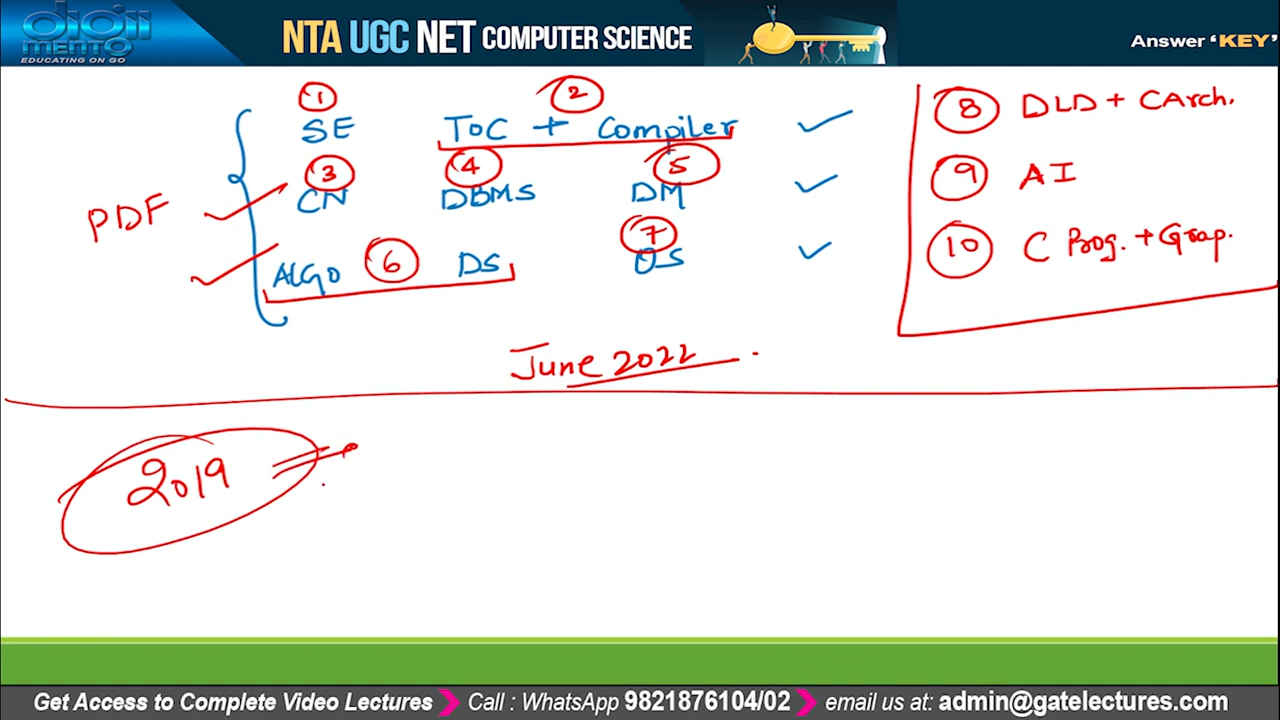 diGii
MENTO
EDUCATING ON GO
NTA UGC NET COMPUTER SCIENCE
Answer ‘KEY’
1 2
SE ToC + Compiler
3 4 5
PDF CN DBMS DM
7
ALGO 6 DS OS
8 DLD + CArch.
9 AI
10 C Prog. + Grap.
June 2022.
2019
Get Access to Complete Video Lectures Call : WhatsApp 9821876104/02 email us at: admin@gatelectures.com